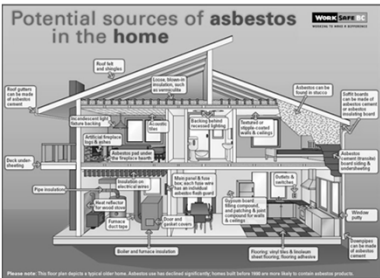 Potential sources of asbestos
in the home
WORK SAFE BC
WORKING TO MAKE A DIFFERENCE
Roof felt
and shingles
Loose, blown-in
insulation, such
as vermiculite
Roof gutters
can be made
of asbestos
cement
Asbestos can be
found in stucco
Soffit boards
can be made
of asbestos
cement or
asbestos
insulating board
Incandescent light
fixture backing
Acoustic
tiles
Backing behind
recessed lighting
Textured or
stipple-coated
walls & ceilings
Artificial fireplace
logs & ashes
Asbestos pad under
the fireplace hearth
Deck under-
sheeting
Asbestos
cement (transite)
board siding &
undersheeting
Pipe insulation
Insulation on
electrical wires
Main panel & fuse
box; each fuse wire
has an individual
asbestos flash guard
Outlets &
switches
Heat reflector
for wood stove
Gypsum board
filling compound,
and patching & joint
compound for walls
& ceilings
Window
putty
Furnace
duct tape
Door and
gasket covers
Downpipes
can be made
of asbestos
cement
Boiler and furnace insulation
Flooring: vinyl tiles & linoleum
sheet flooring; flooring adhesive
Please note: This floor plan depicts a typical older home. Asbestos use has declined significantly; homes built before 1990 are more likely to contain asbestos products.